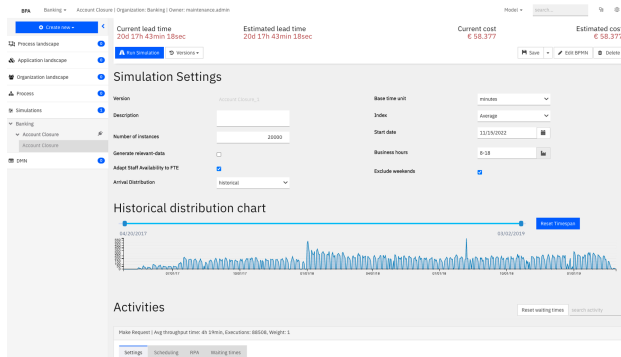 BFA Banking Account Closure | Organization: Banking | Owner: maintenance.admin Model Search...
Create new
Process landscape
Application landscape
Organization landscape
Process
Simulations
Banking
Account Closure
Account Closure
DMN
Current lead time Estimated lead time Current cost Estimated cost
20d 17h 43min 18sec 20d 17h 43min 18sec € 58.377 € 58.377
Run Simulation Versions Save Edit BPMN Delete
Simulation Settings
Version Account Closure_1 Base time unit minutes
Description Index Average
Number of instances 20000 Start date 11/15/2022
Generate relevant-data Business hours 8-18
Adapt Staff Availability to FTE Exclude weekends
Arrival Distribution historical
Historical distribution chart
Reset Timespan
04/20/2017 03/02/2019
Activities
Reset waiting times search activity
Make Request | Avg throughput time: 4h 19min, Executions: 88508; Weight: 1
Settings Scheduling RPA Waiting times